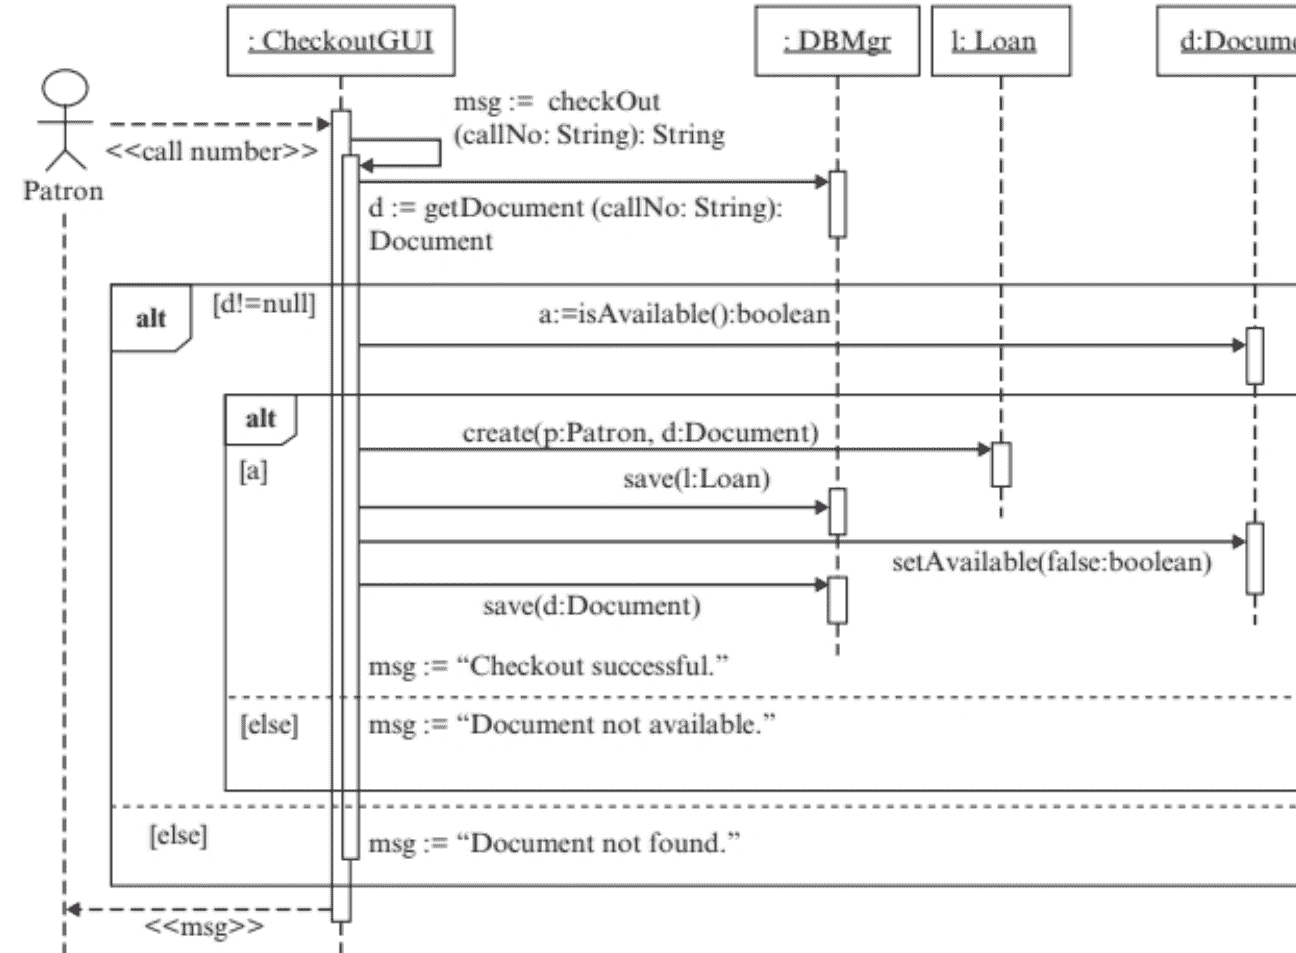 : CheckoutGUI
: DBMgr
l: Loan
d:Docume
msg := checkOut
(callNo: String): String
<<call number>>
Patron
d := getDocument (callNo: String):
Document
alt
[d!=null]
a:=isAvailable():boolean
alt
create(p:Patron, d:Document)
[a]
save(l:Loan)
setAvailable(false:boolean)
save(d:Document)
msg := “Checkout successful.”
[else]
msg := “Document not available.”
[else]
msg := “Document not found.”
<<msg>>